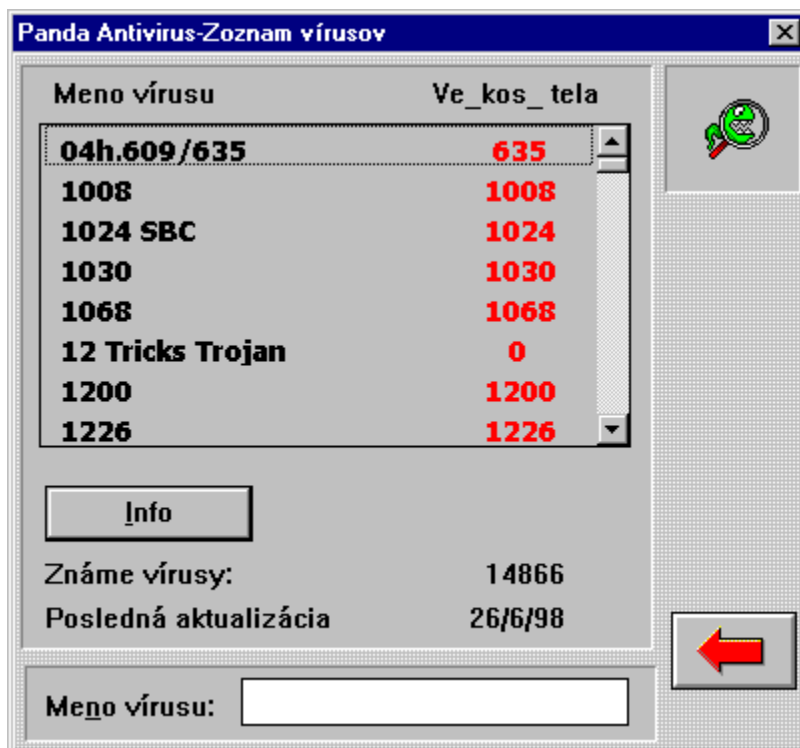 Panda Antivirus-Zoznam vírusov
Meno vírusu Ve_kos_ tela
04h.609/635 635
1008 1008
1024 SBC 1024
1030 1030
1068 1068
12 Tricks Trojan 0
1200 1200
1226 1226
Info
Známe vírusy: 14866
Posledná aktualizácia 26/6/98
Meno vírusu: